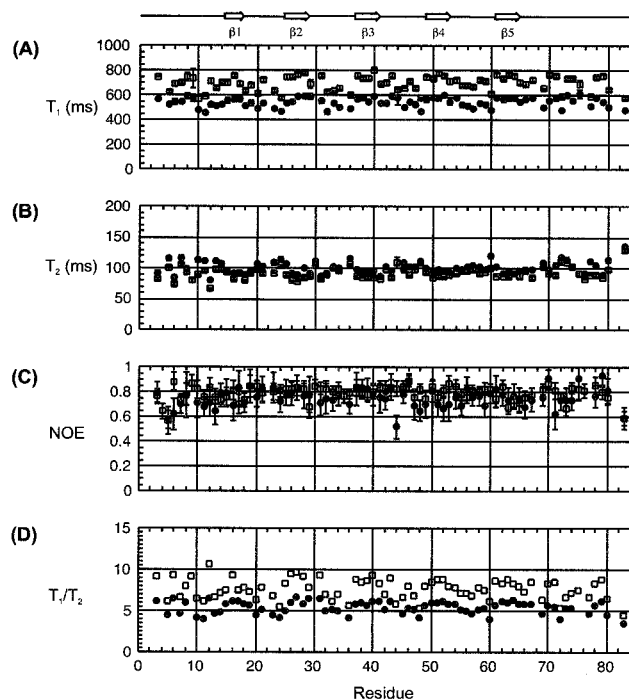 β1 β2 β3 β4 β5
(A)
1000
800
600
400
200
0
T1 (ms)
(B)
200
150
100
50
0
T2 (ms)
(C)
1
0.8
0.6
0.4
0.2
0
NOE
(D)
15
10
5
0
T1/T2
0 10 20 30 40 50 60 70 80
Residue